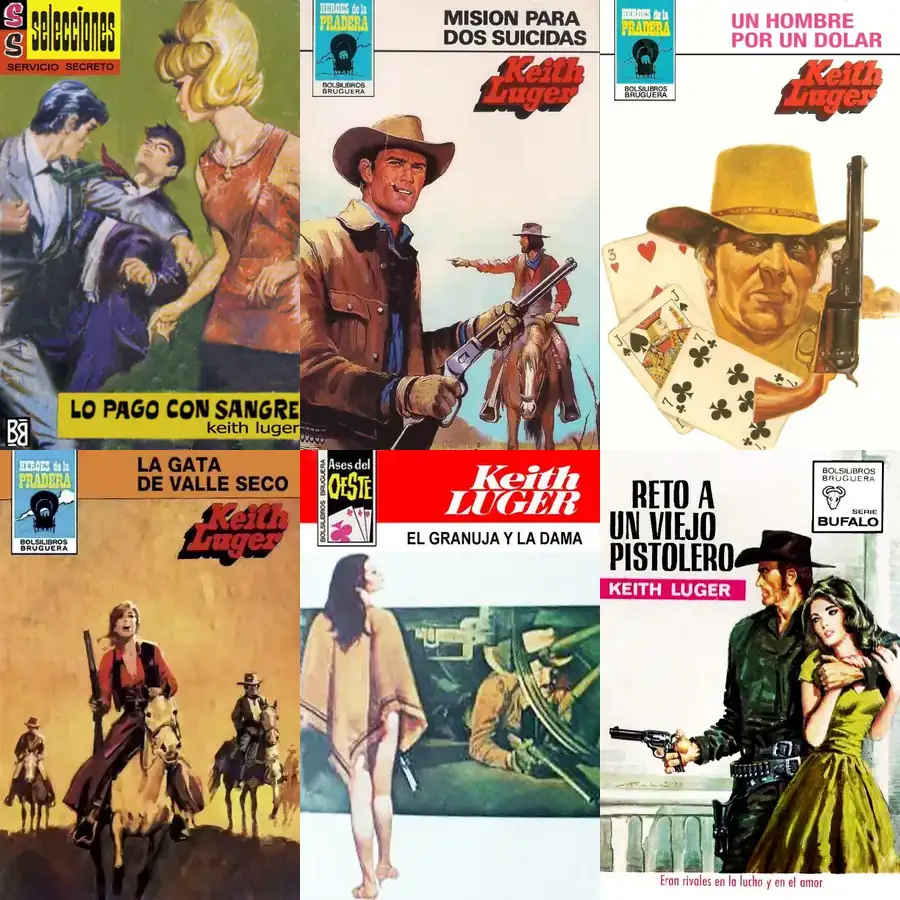 SS
selecciones
SERVICIO SECRETO
LO PAGO CON SANGRE
keith luger
HEROES de la
PRADERA
BOLSILIBROS
BRUGUERA
MISION PARA
DOS SUICIDAS
Keith
Luger
HEROES de la
PRADERA
BOLSILIBROS
BRUGUERA
UN HOMBRE
POR UN DOLAR
Keith
Luger
3
J
J
7
7
7
HEROES de la
PRADERA
BOLSILIBROS
BRUGUERA
LA GATA
DE VALLE SECO
Keith
Luger
BOLSILIBROS BRUGUERA
Ases del
OESTE
Keith
LUGER
EL GRANUJA Y LA DAMA
RETO A
UN VIEJO
PISTOLERO
KEITH LUGER
BOLSILIBROS
BRUGUERA
SERIE
BUFALO
Eran rivales en la lucha y en el amor